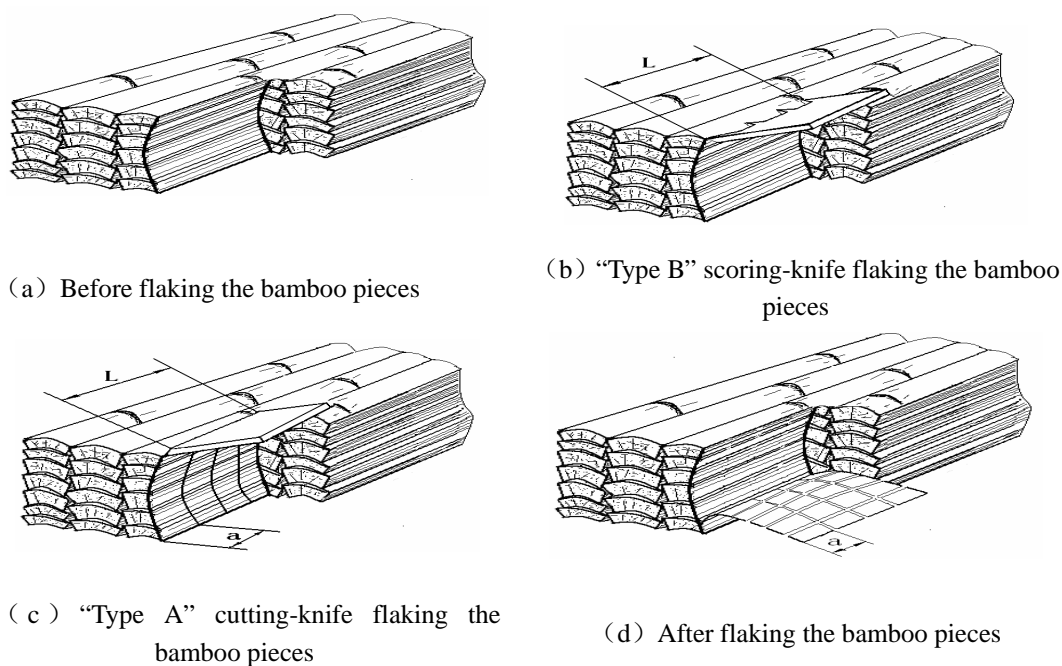 L
（a）Before flaking the bamboo pieces
（b）“Type B” scoring-knife flaking the bamboo
pieces
L
a
a
（c）“Type A” cutting-knife flaking the
bamboo pieces
（d）After flaking the bamboo pieces